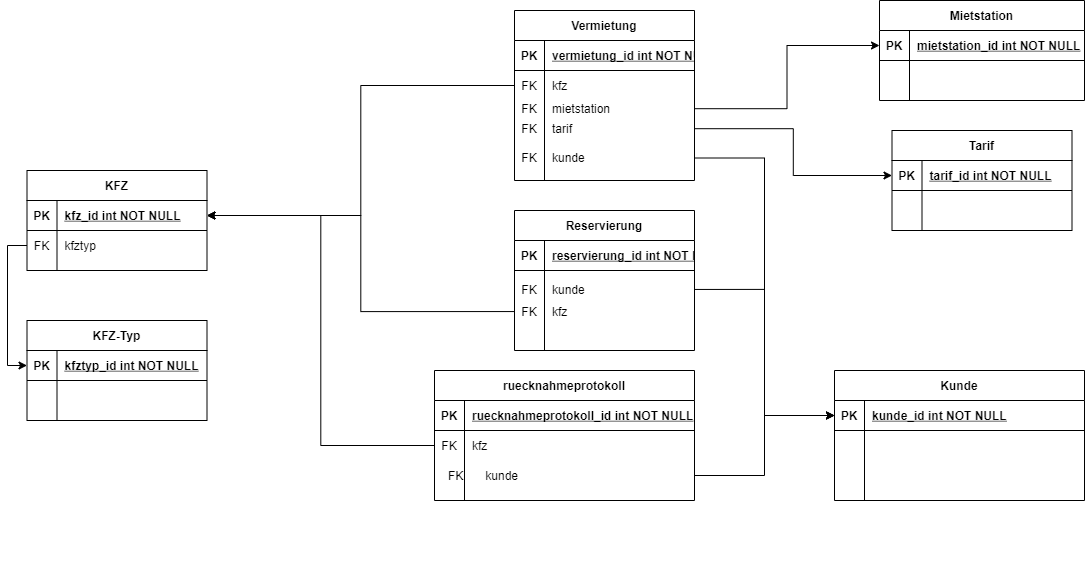 Vermietung
PK vermietung_id int NOT N
FK kfz
FK mietstation
FK tarif
FK kunde
Mietstation
PK mietstation_id int NOT NULL
Tarif
PK tarif_id int NOT NULL
KFZ
PK kfz_id int NOT NULL
FK kfztyp
Reservierung
PK reservierung_id int NOT
FK kunde
FK kfz
KFZ-Typ
PK kfztyp_id int NOT NULL
ruecknahmeprotokoll
PK ruecknahmeprotokoll_id int NOT NULL
FK kfz
FK kunde
Kunde
PK kunde_id int NOT NULL